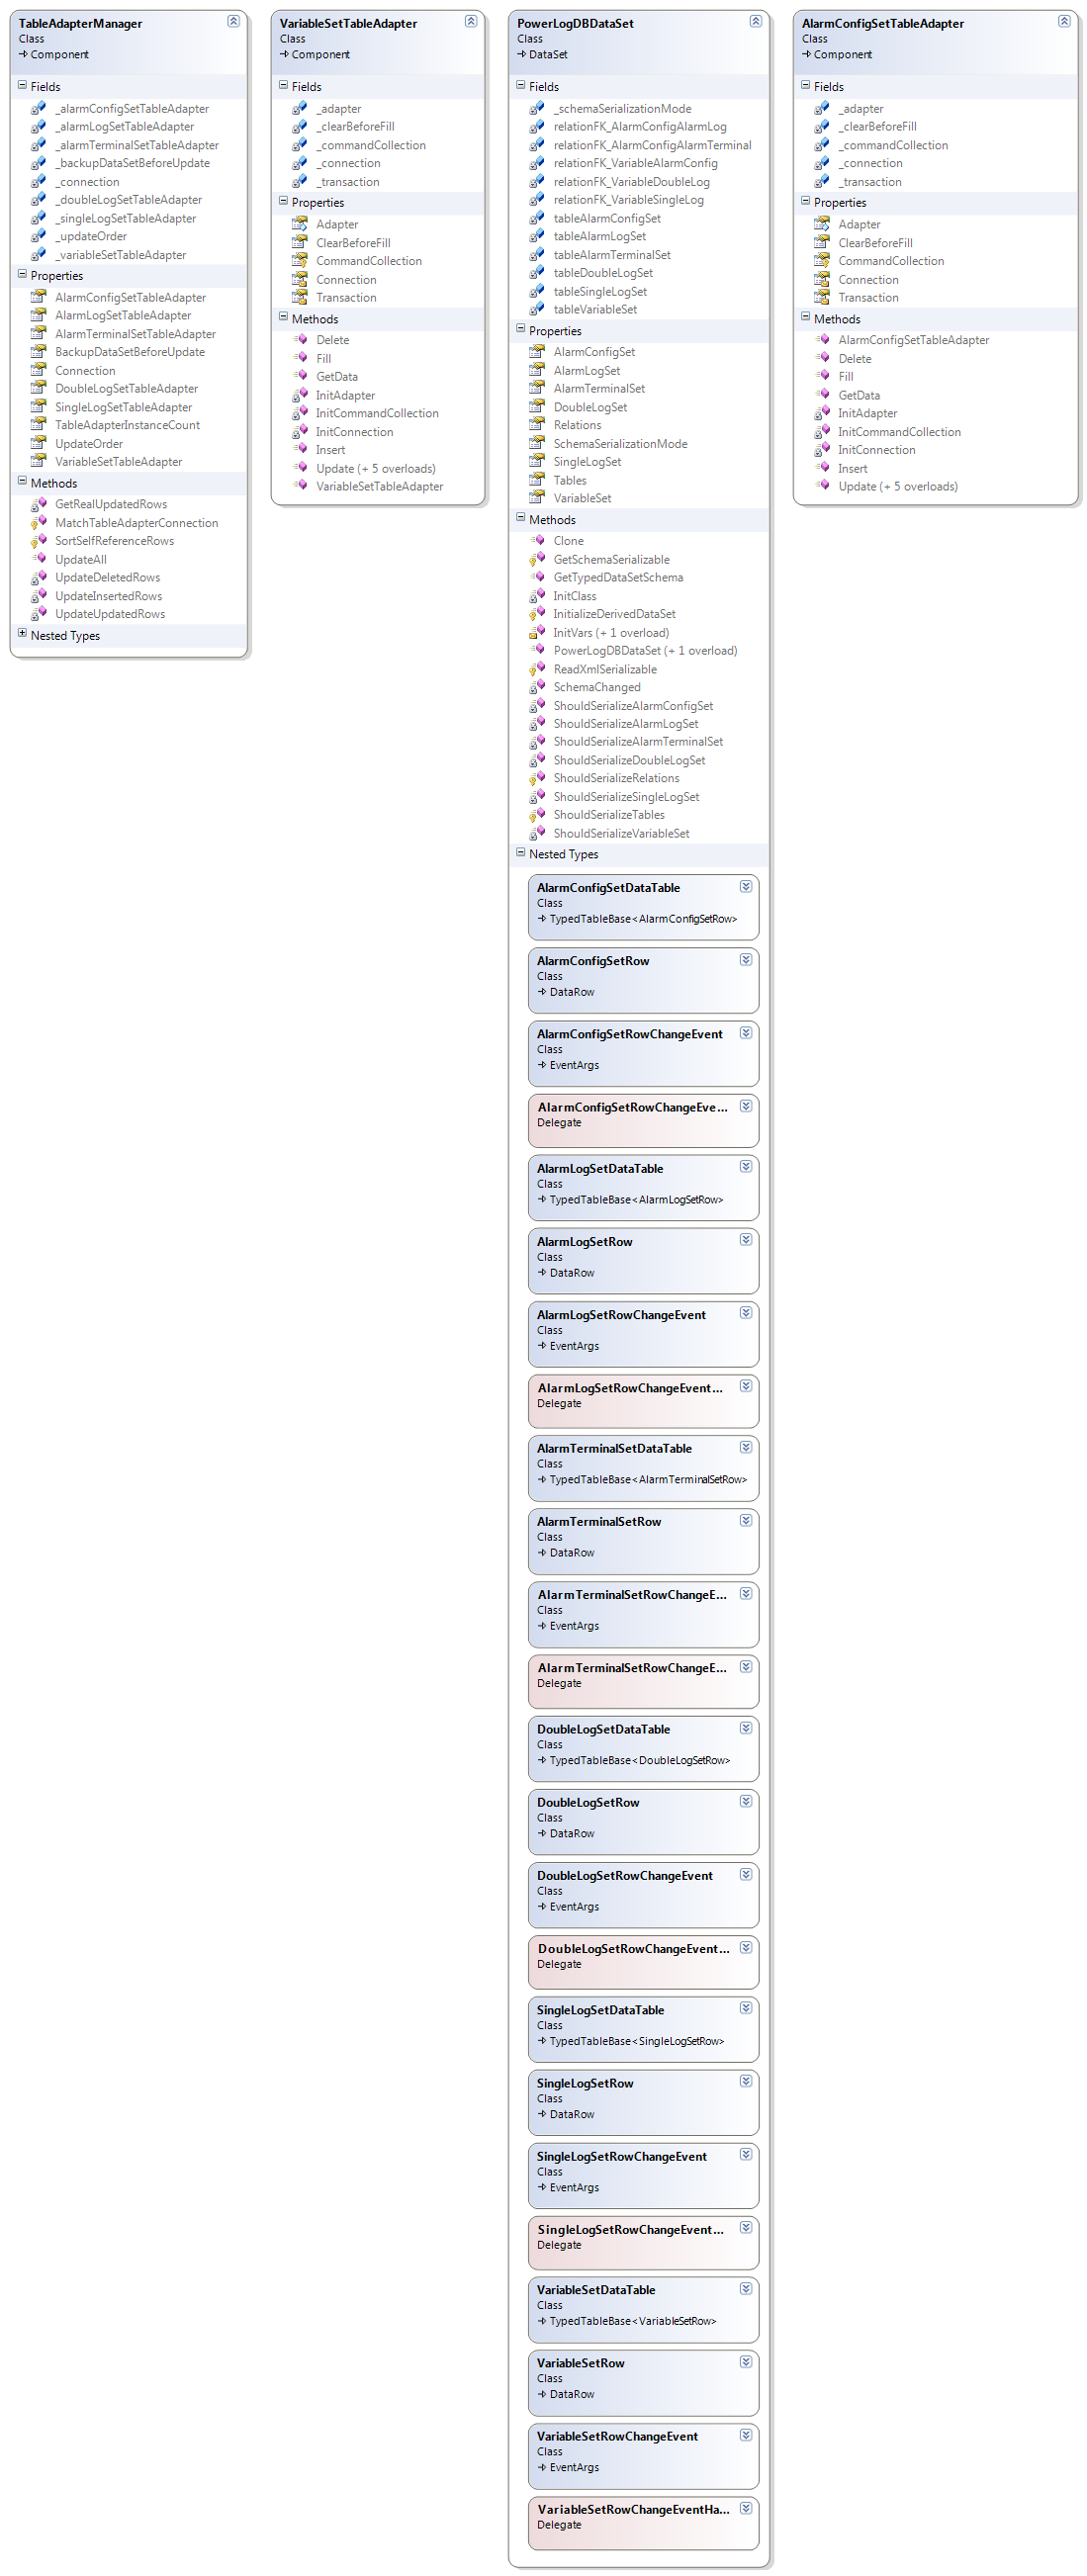 TableAdapterManager
Class
Component
Fields
_alarmConfigSetTableAdapter
_alarmLogSetTableAdapter
_alarmTerminalSetTableAdapter
_backupDataSetBeforeUpdate
_connection
_doubleLogSetTableAdapter
_singleLogSetTableAdapter
_updateOrder
_variableSetTableAdapter
Properties
AlarmConfigSetTableAdapter
AlarmLogSetTableAdapter
AlarmTerminalSetTableAdapter
BackupDataSetBeforeUpdate
Connection
DoubleLogSetTableAdapter
SingleLogSetTableAdapter
TableAdapterInstanceCount
UpdateOrder
VariableSetTableAdapter
Methods
GetRealUpdatedRows
MatchTableAdapterConnection
SortSelfReferenceRows
UpdateAll
UpdateDeletedRows
UpdateInsertedRows
UpdateUpdatedRows
Nested Types
VariableSetTableAdapter
Class
Component
Fields
_adapter
_clearBeforeFill
_commandCollection
_connection
_transaction
Properties
Adapter
ClearBeforeFill
CommandCollection
Connection
Transaction
Methods
Delete
Fill
GetData
InitAdapter
InitCommandCollection
InitConnection
Insert
Update (+ 5 overloads)
VariableSetTableAdapter
PowerLogDBDataSet
Class
DataSet
Fields
_schemaSerializationMode
relationFK_AlarmConfigAlarmLog
relationFK_AlarmConfigAlarmTerminal
relationFK_VariableAlarmConfig
relationFK_VariableDoubleLog
relationFK_VariableSingleLog
tableAlarmConfigSet
tableAlarmLogSet
tableAlarmTerminalSet
tableDoubleLogSet
tableSingleLogSet
tableVariableSet
Properties
AlarmConfigSet
AlarmLogSet
AlarmTerminalSet
DoubleLogSet
Relations
SchemaSerializationMode
SingleLogSet
Tables
VariableSet
Methods
Clone
GetSchemaSerializable
GetTypedDataSetSchema
InitClass
InitializeDerivedDataSet
InitVars (+ 1 overload)
PowerLogDBDataSet (+ 1 overload)
ReadXmlSerializable
SchemaChanged
ShouldSerializeAlarmConfigSet
ShouldSerializeAlarmLogSet
ShouldSerializeAlarmTerminalSet
ShouldSerializeDoubleLogSet
ShouldSerializeRelations
ShouldSerializeSingleLogSet
ShouldSerializeTables
ShouldSerializeVariableSet
Nested Types
AlarmConfigSetDataTable
Class
TypedTableBase<AlarmConfigSetRow>
AlarmConfigSetRow
Class
DataRow
AlarmConfigSetRowChangeEvent
Class
EventArgs
AlarmConfigSetRowChangeEve...
Delegate
AlarmLogSetDataTable
Class
TypedTableBase<AlarmLogSetRow>
AlarmLogSetRow
Class
DataRow
AlarmLogSetRowChangeEvent
Class
EventArgs
AlarmLogSetRowChangeEvent...
Delegate
AlarmTerminalSetDataTable
Class
TypedTableBase<AlarmTerminalSetRow>
AlarmTerminalSetRow
Class
DataRow
AlarmTerminalSetRowChangeE...
Class
EventArgs
AlarmTerminalSetRowChangeE...
Delegate
DoubleLogSetDataTable
Class
TypedTableBase<DoubleLogSetRow>
DoubleLogSetRow
Class
DataRow
DoubleLogSetRowChangeEvent
Class
EventArgs
DoubleLogSetRowChangeEvent...
Delegate
SingleLogSetDataTable
Class
TypedTableBase<SingleLogSetRow>
SingleLogSetRow
Class
DataRow
SingleLogSetRowChangeEvent
Class
EventArgs
SingleLogSetRowChangeEvent...
Delegate
VariableSetDataTable
Class
TypedTableBase<VariableSetRow>
VariableSetRow
Class
DataRow
VariableSetRowChangeEvent
Class
EventArgs
VariableSetRowChangeEventHa...
Delegate
AlarmConfigSetTableAdapter
Class
Component
Fields
_adapter
_clearBeforeFill
_commandCollection
_connection
_transaction
Properties
Adapter
ClearBeforeFill
CommandCollection
Connection
Transaction
Methods
AlarmConfigSetTableAdapter
Delete
Fill
GetData
InitAdapter
InitCommandCollection
InitConnection
Insert
Update (+ 5 overloads)